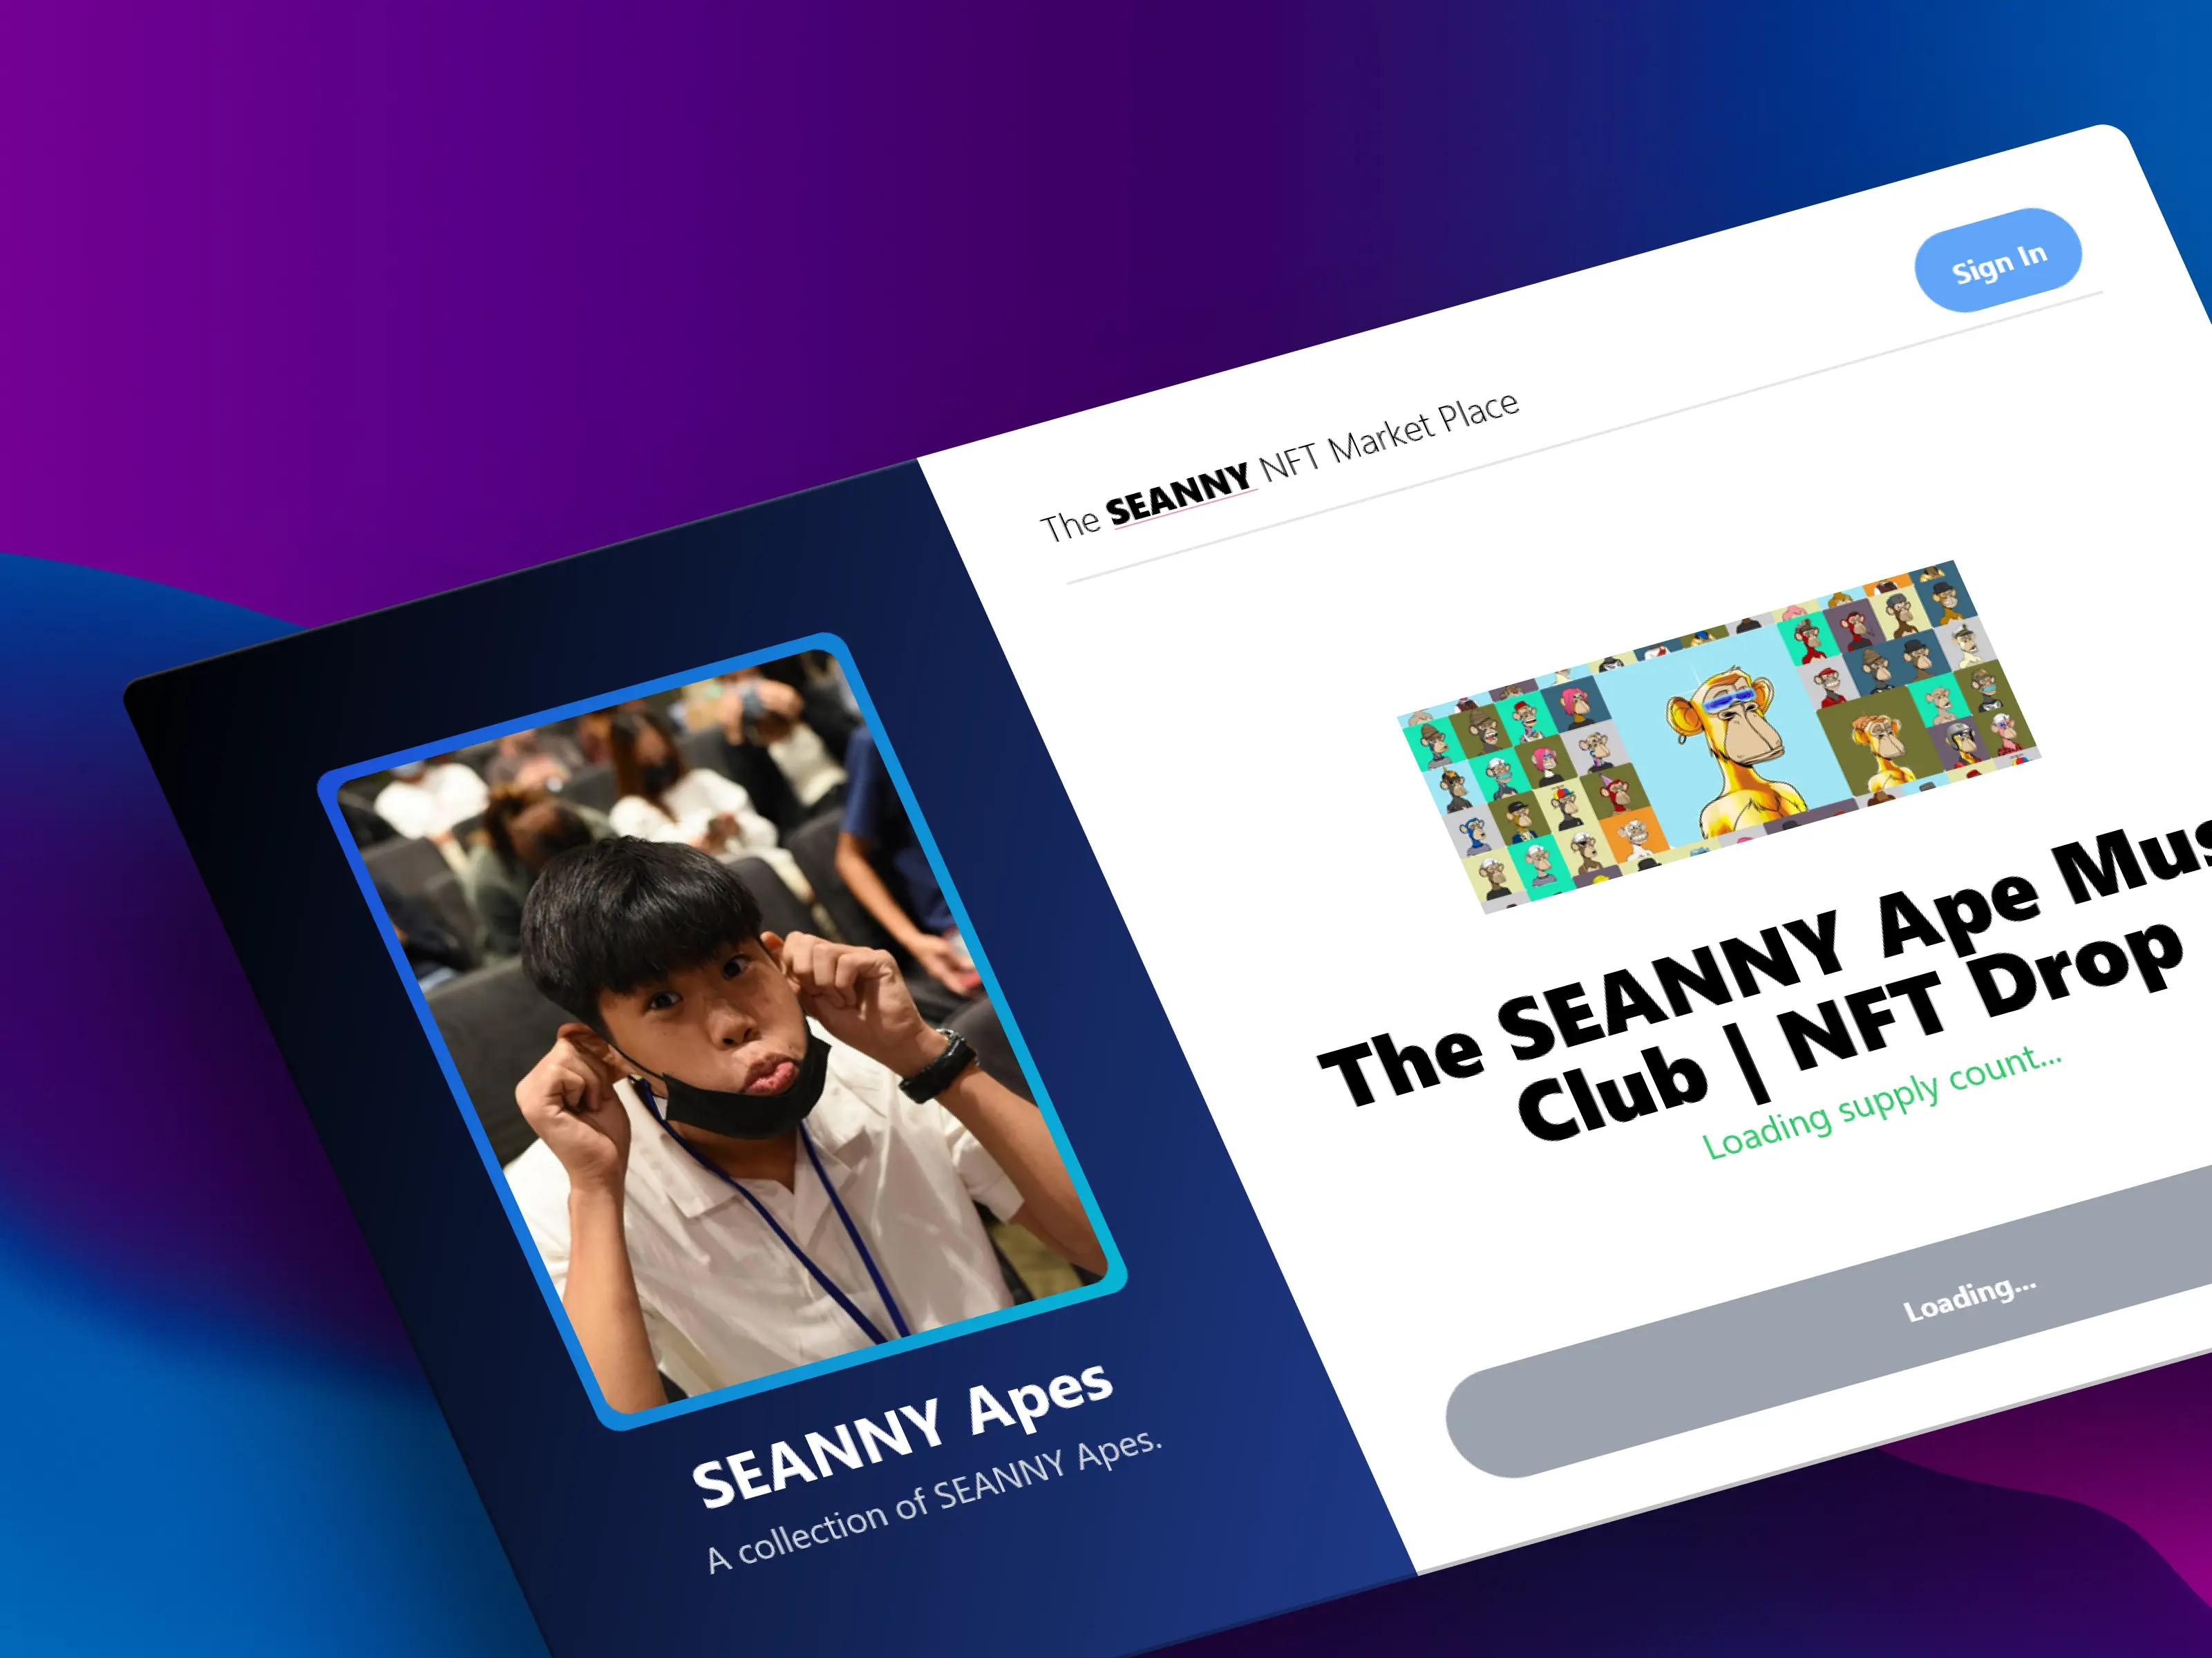 Sign In
The SEANNY NFT Market Place
The SEANNY Ape
Club | NFT Drop
Loading supply count...
Loading...
SEANNY Apes
A collection of SEANNY Apes.